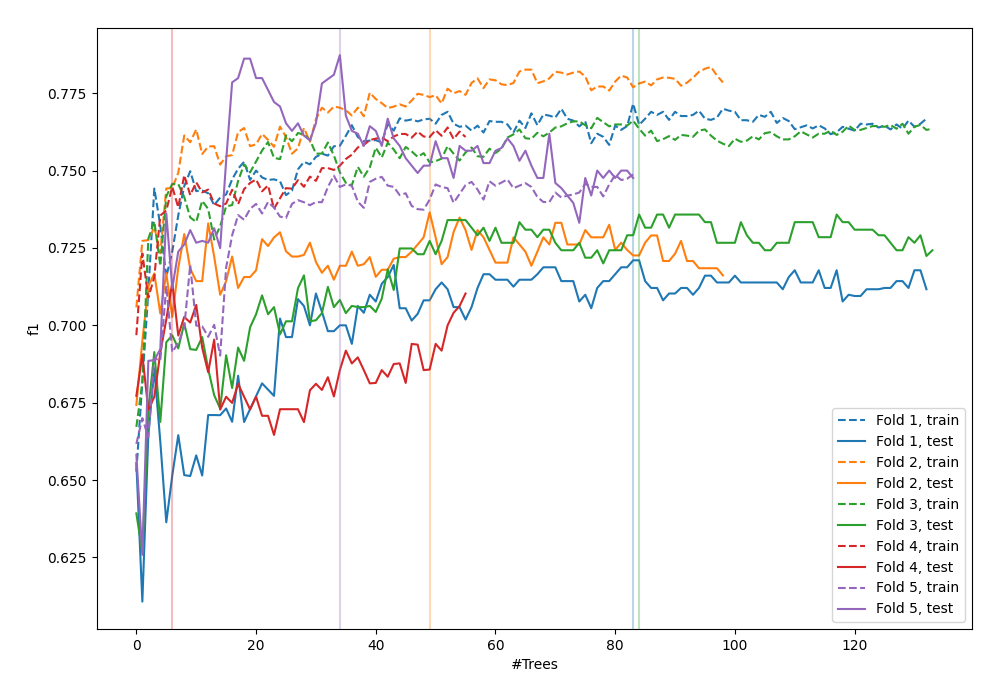 f1
0.775
0.750
0.725
0.700
0.675
0.650
0.625
0
20
40
60
80
100
120
#Trees
Fold 1, train
Fold 1, test
Fold 2, train
Fold 2, test
Fold 3, train
Fold 3, test
Fold 4, train
Fold 4, test
Fold 5, train
Fold 5, test